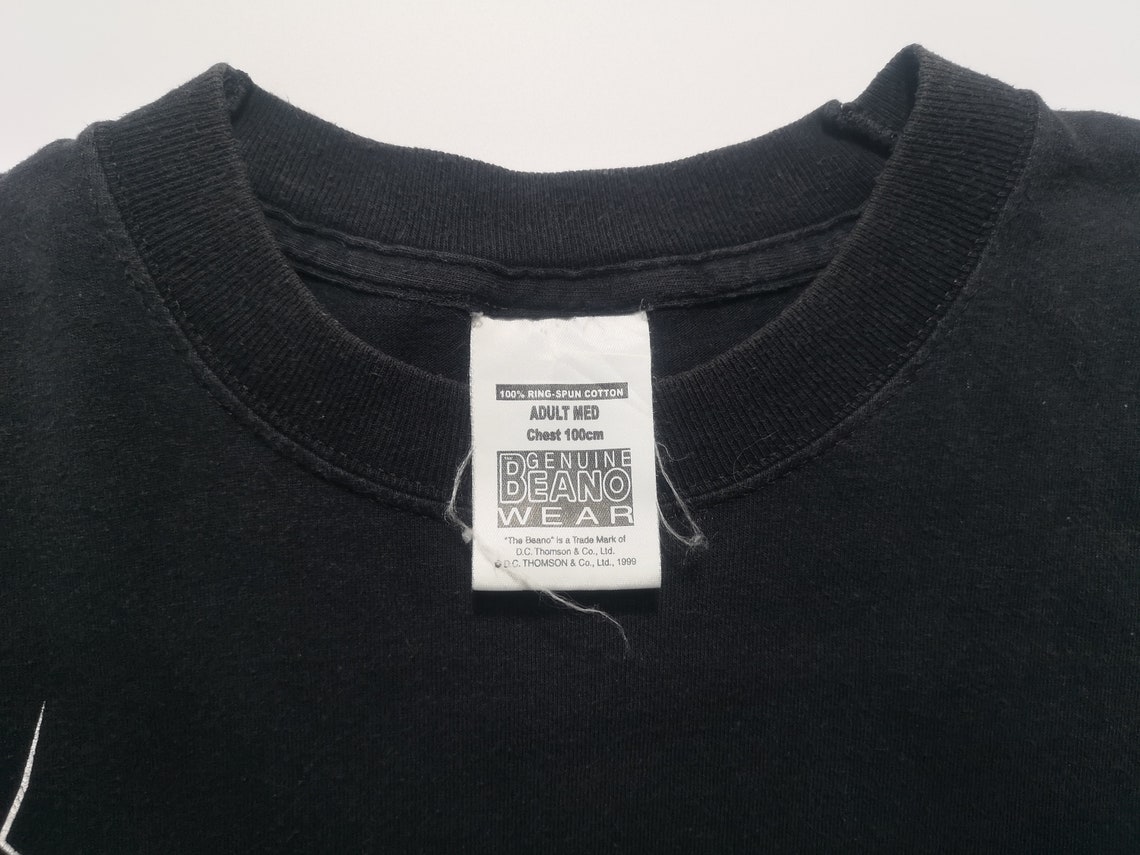 100% RING-SPUN COTTON
ADULT MED
Chest 100cm
THE GENUINE
BEANO
WEAR
"The Beano" is a Trade Mark of
D.C. Thomson & Co., Ltd.
© D.C. THOMSON & Co., Ltd., 1999